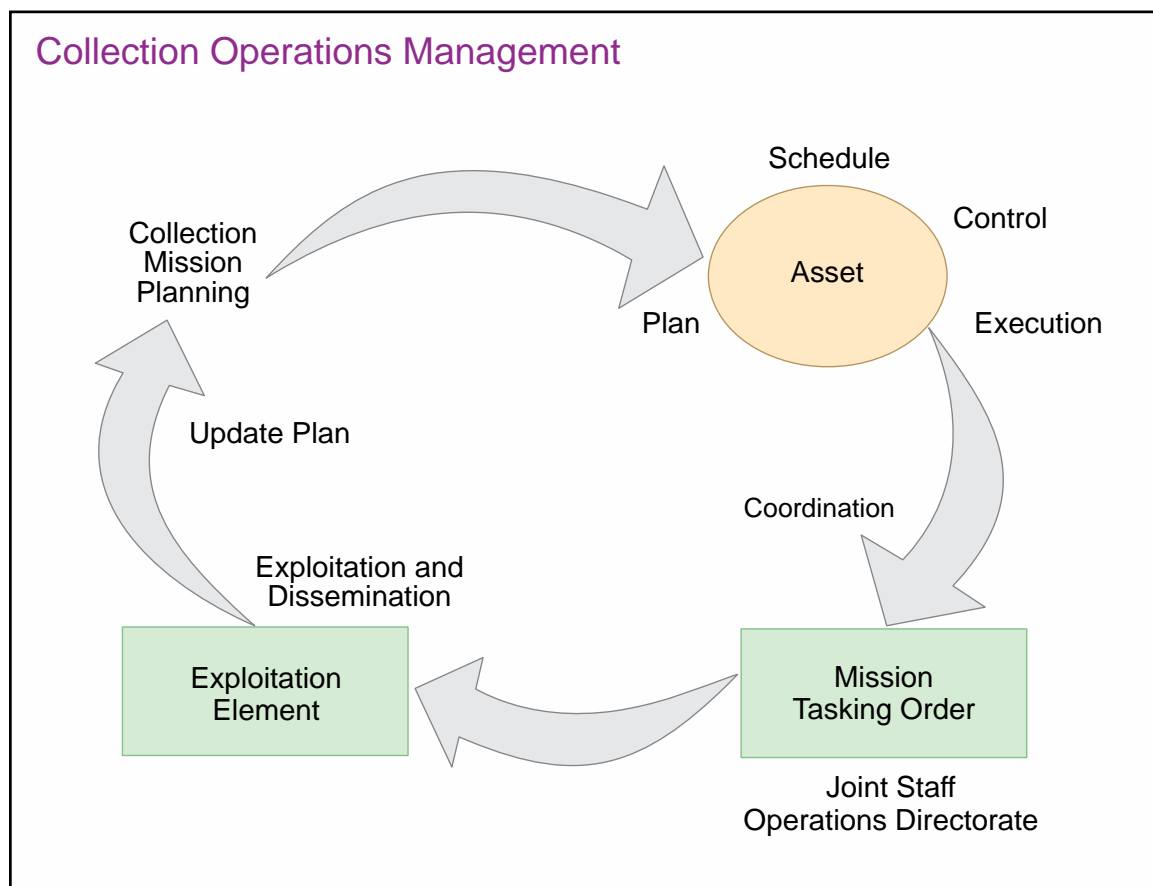 Collection Operations Management
Schedule
Control
Collection
Mission
Planning
Asset
Plan
Execution
Update Plan
Coordination
Exploitation and
Dissemination
Exploitation
Element
Mission
Tasking Order
Joint Staff
Operations Directorate